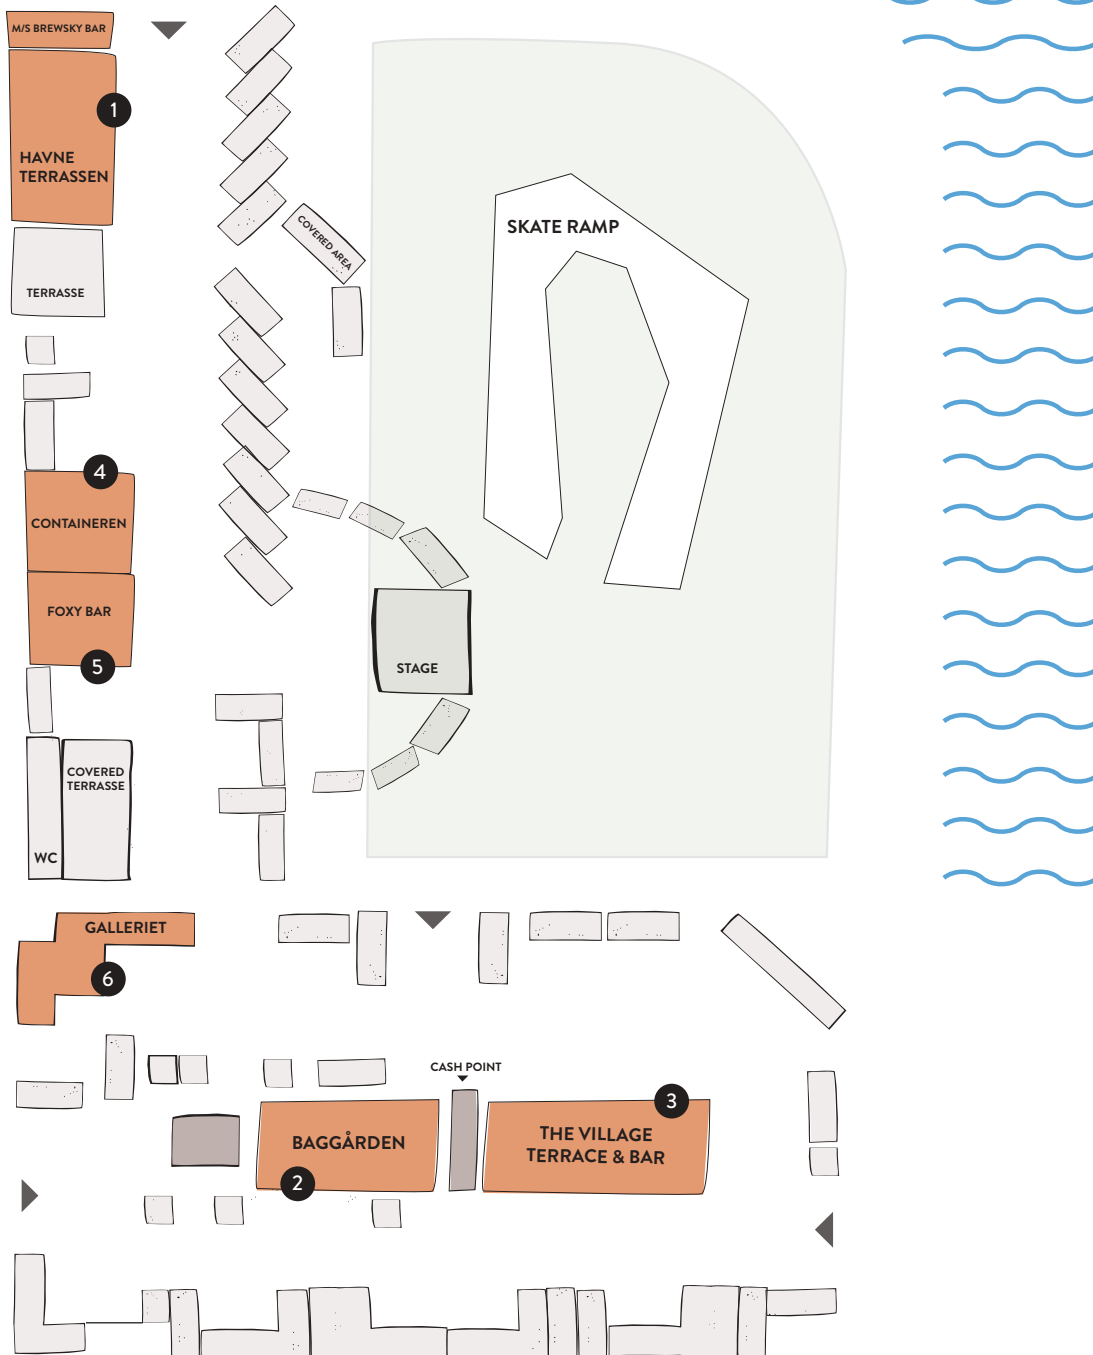 M/S BREWSKY BAR
1
HAVNE
TERRASSEN
COVERED AREA
SKATE RAMP
TERRASSE
4
CONTAINEREN
FOXY BAR
5
STAGE
COVERED
TERRASSE
WC
GALLERIET
6
CASH POINT
3
BAGGÅRDEN
THE VILLAGE
TERRACE & BAR
2